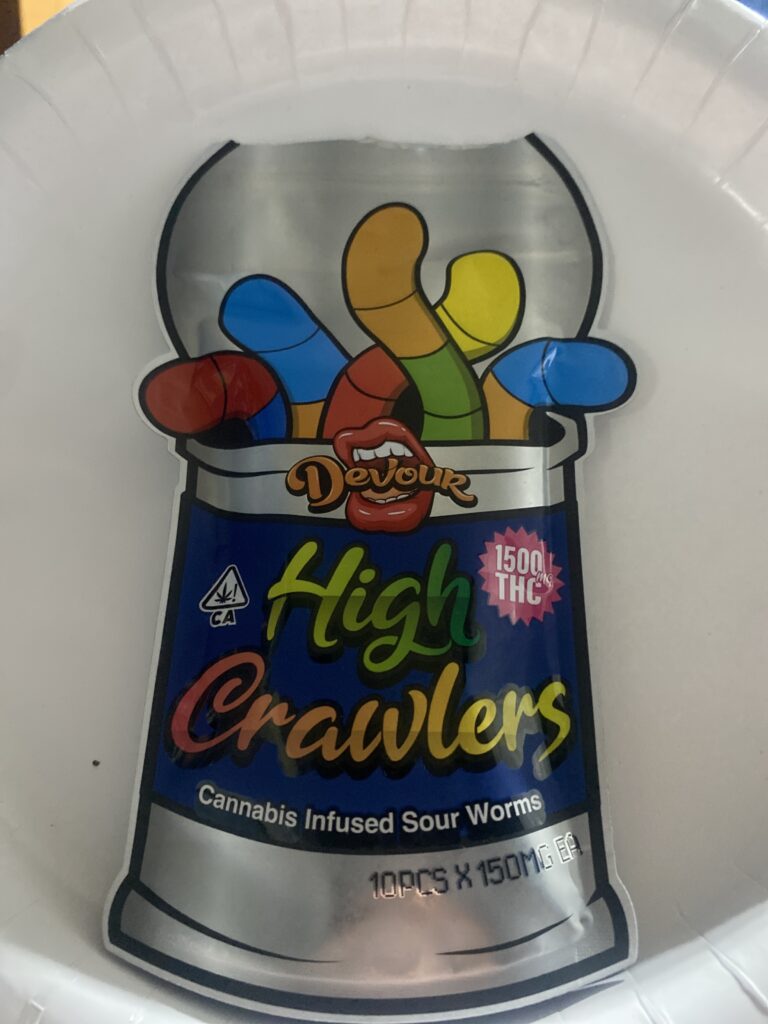 Devour
High
1500mg
THC
CA
Crawlers
Cannabis Infused Sour Worms
10PCS X 150MG EA